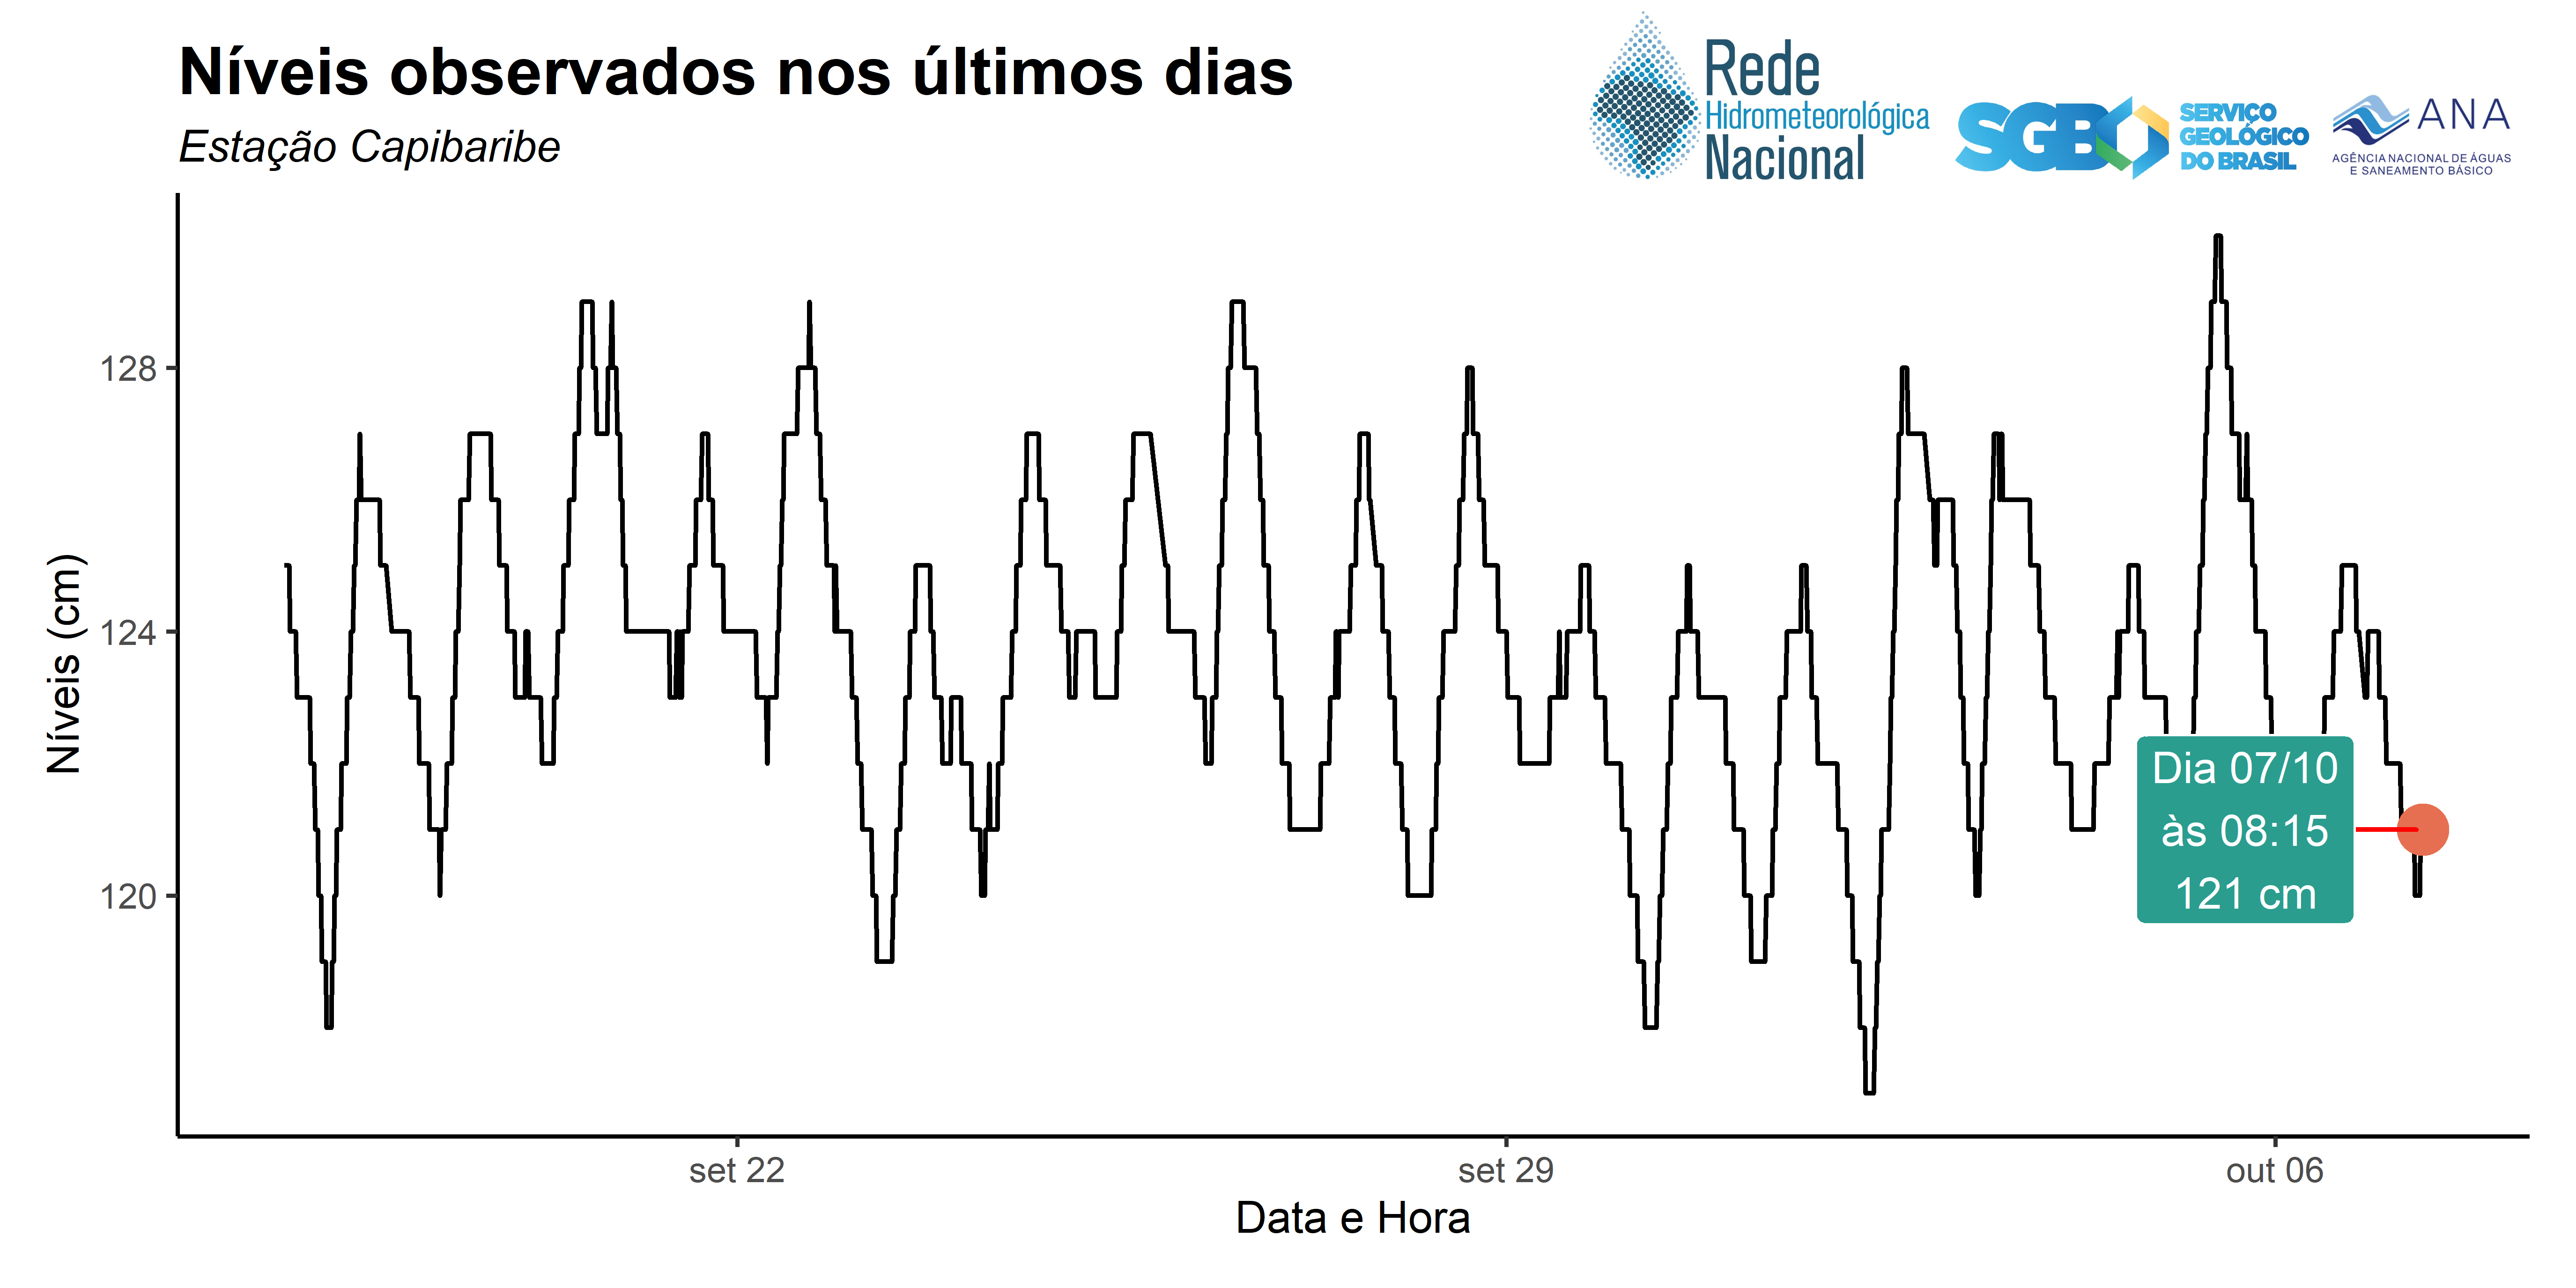 Níveis observados nos últimos dias
Estação Capibaribe
Rede
Hidrometeorológica
Nacional
SGB
SERVIÇO
GEOLÓGICO
DO BRASIL
ANA
AGÊNCIA NACIONAL DE ÁGUAS
E SANEAMENTO BÁSICO
Níveis (cm)
128
124
120
Dia 07/10
às 08:15
121 cm
set 22
set 29
out 06
Data e Hora